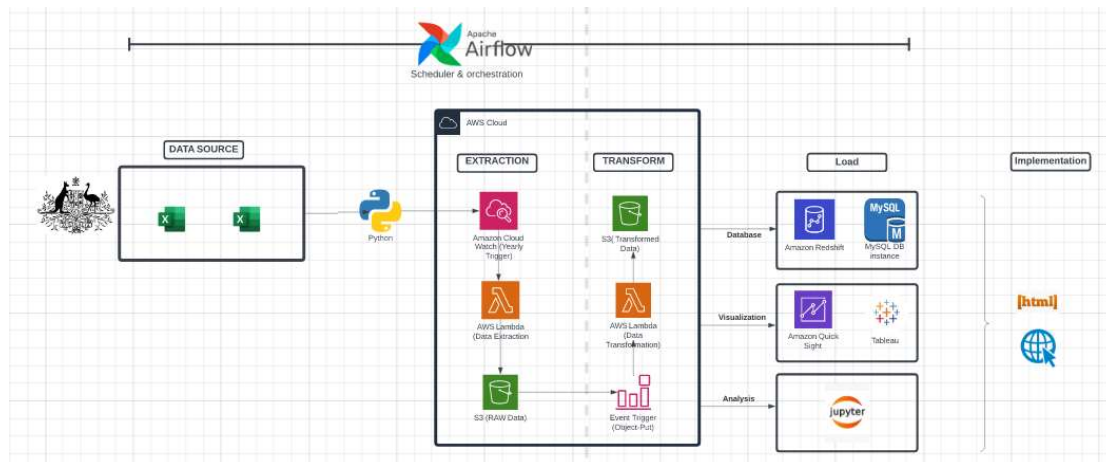 Apache
Airflow
Scheduler & orchestration
AWS Cloud
DATA SOURCE
EXTRACTION
TRANSFORM
Load
Implementation
X
X
Python
Amazon Cloud
Watch (Yearly
Trigger)
S3( Transformed
Data)
Database
Amazon Redshift
MySQL
M
MySQL DB
instance
AWS Lambda
(Data Extraction
AWS Lambda
(Data
Transformation)
Visualization
Amazon Quick
Sight
Tableau
[html]
S3 (RAW Data)
Event Trigger
(Object-Put)
Analysis
jupyter